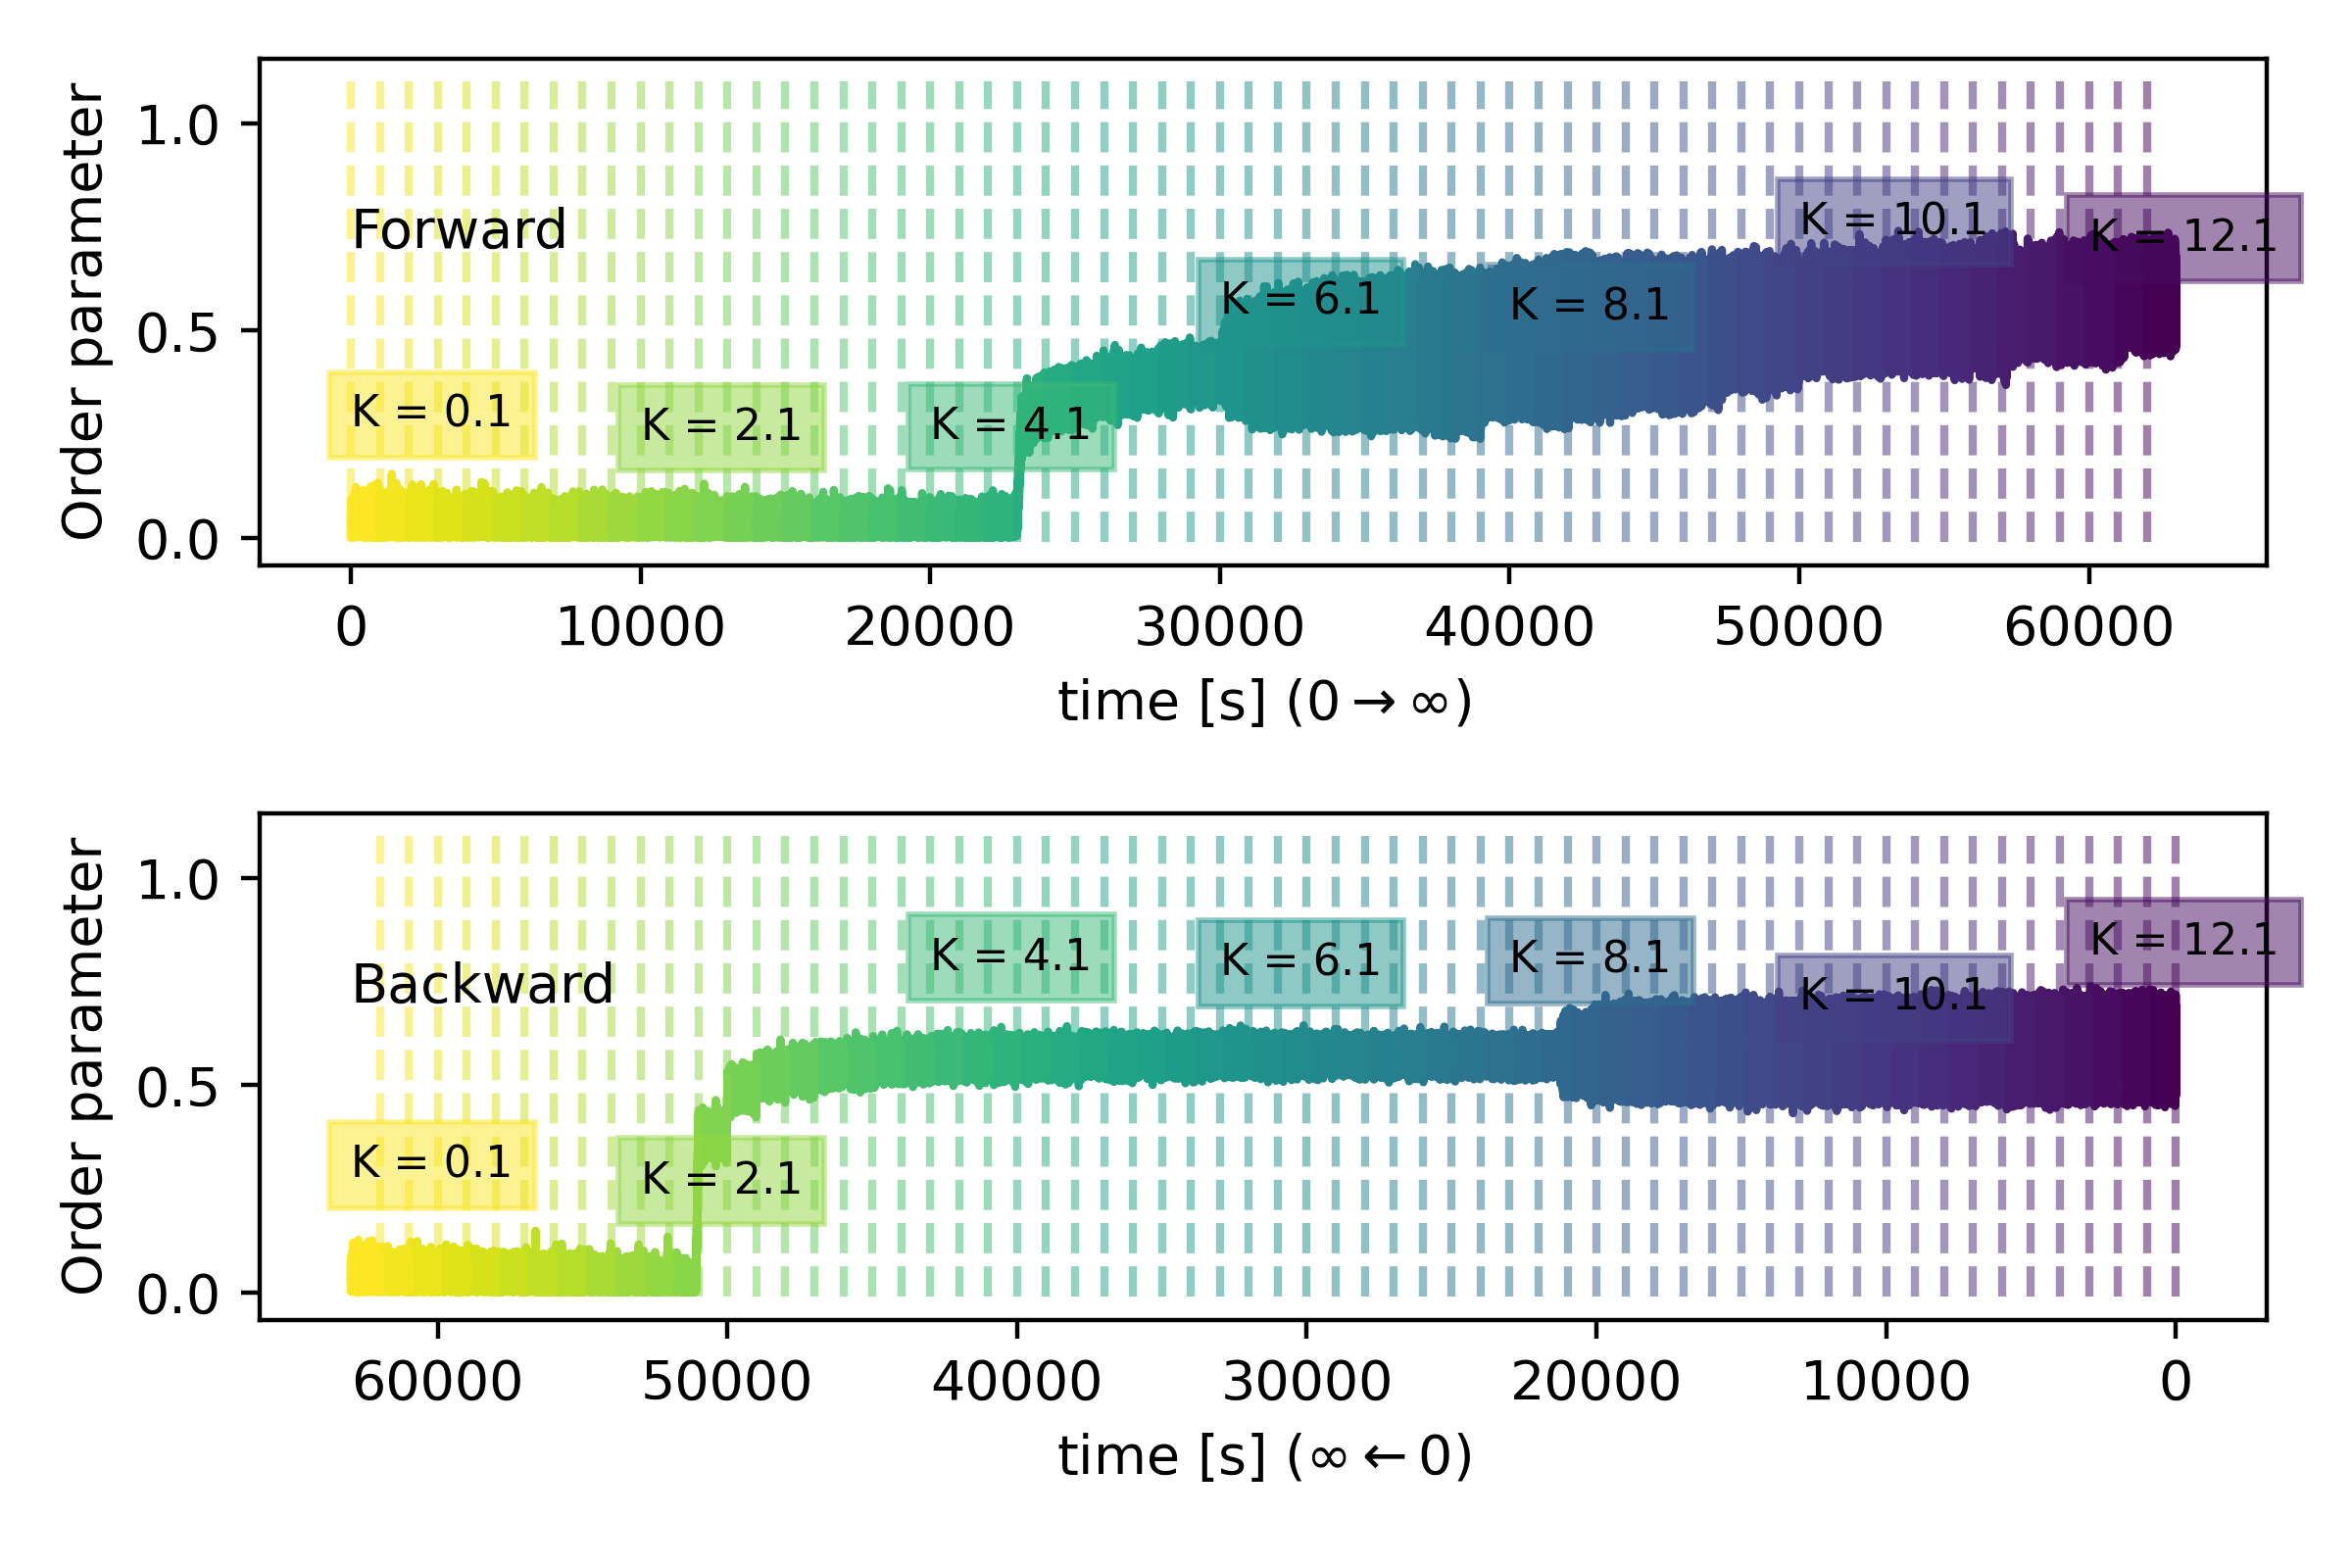 Order parameter
1.0
0.5
0.0
Forward
K = 0.1
K = 2.1
K = 4.1
K = 6.1
K = 8.1
K = 10.1
K = 12.1
0 10000 20000 30000 40000 50000 60000
time [s] (0→∞)
Order parameter
1.0
0.5
0.0
Backward
K = 0.1
K = 2.1
K = 4.1
K = 6.1
K = 8.1
K = 10.1
K = 12.1
60000 50000 40000 30000 20000 10000 0
time [s] (∞←0)